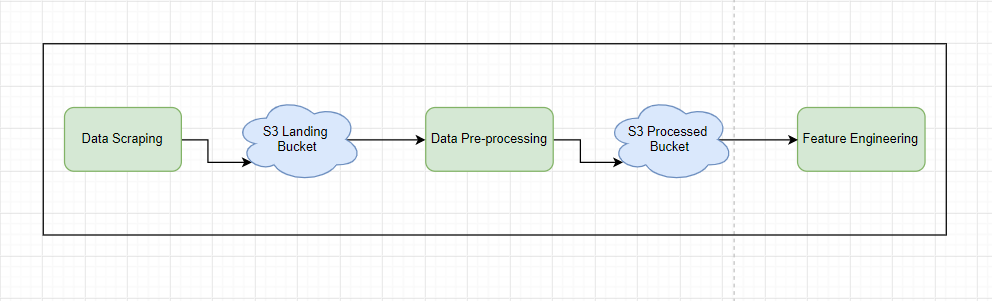 Data Scraping
S3 Landing
Bucket
Data Pre-processing
S3 Processed
Bucket
Feature Engineering